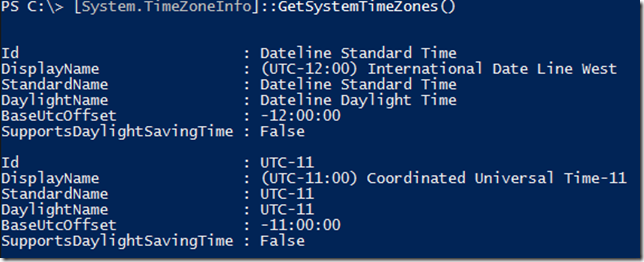 PS C:\> [System.TimeZoneInfo]::GetSystemTimeZones()
Id                         : Dateline Standard Time
DisplayName                : (UTC-12:00) International Date Line West
StandardName               : Dateline Standard Time
DaylightName               : Dateline Daylight Time
BaseUtcOffset              : -12:00:00
SupportsDaylightSavingTime : False
Id                         : UTC-11
DisplayName                : (UTC-11:00) Coordinated Universal Time-11
StandardName               : UTC-11
DaylightName               : UTC-11
BaseUtcOffset              : -11:00:00
SupportsDaylightSavingTime : False